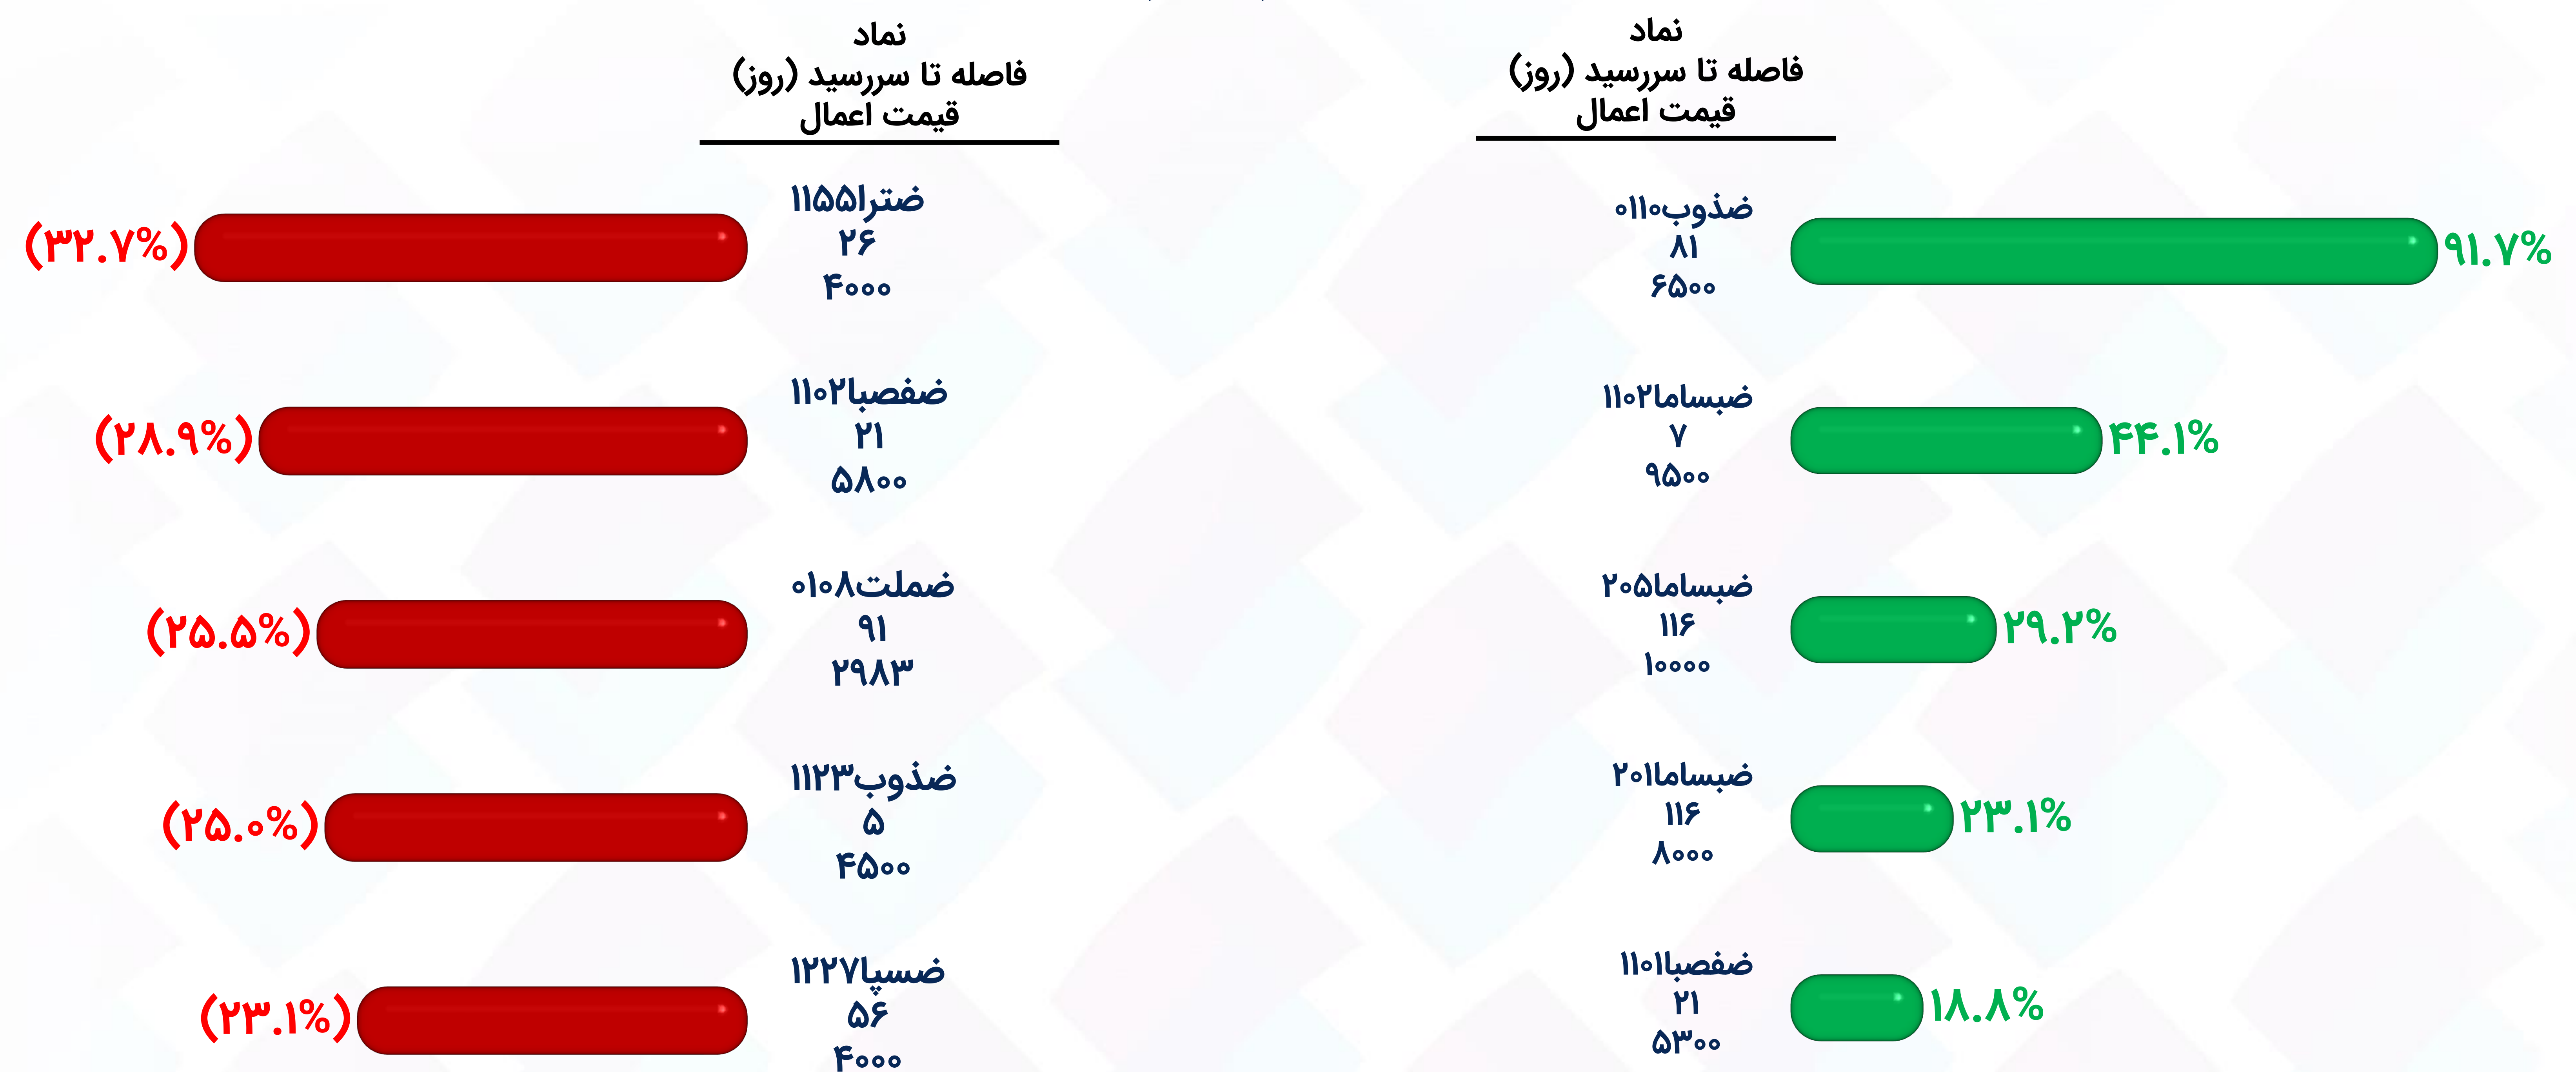 نماد
فاصله تا سررسید (روز)
قیمت اعمال
ضذوب۰۱۱۰
۸۱
۶۵۰۰
۹۱.۷%
ضبساما۱۱۰۲
۷
۹۵۰۰
۴۴.۱%
ضبساما۲۰۵
۱۱۶
۱۰۰۰۰
۲۹.۲%
ضبساما۲۰۱
۱۱۶
۸۰۰۰
۲۳.۱%
ضفصبا۱۱۰۱
۲۱
۵۳۰۰
۱۸.۸%
نماد
فاصله تا سررسید (روز)
قیمت اعمال
ضترا۱۱۵۵
۲۶
۴۰۰۰
(۳۲.۷%)
ضفصبا۱۱۰۲
۲۱
۵۸۰۰
(۲۸.۹%)
ضملت۰۱۰۸
۹۱
۲۹۸۳
(۲۵.۵%)
ضذوب۱۱۲۳
۵
۴۵۰۰
(۲۵.۰%)
ضسپا۱۲۲۷
۵۶
۴۰۰۰
(۲۳.۱%)